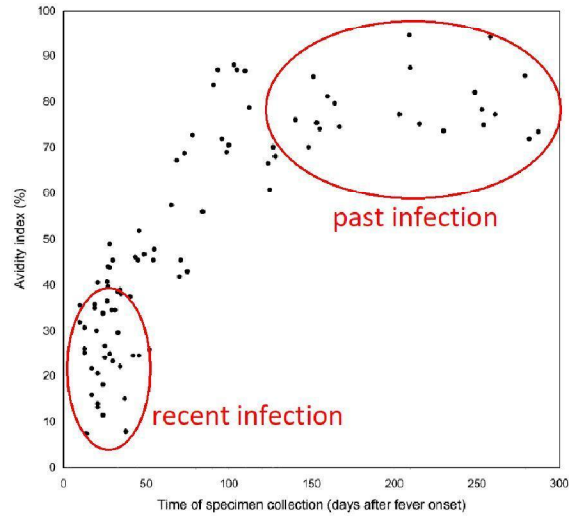 100
90
80
70
60
50
40
30
20
10
0
Avidity index (%)
past infection
recent infection
0 50 100 150 200 250 300
Time of specimen collection (days after fever onset)